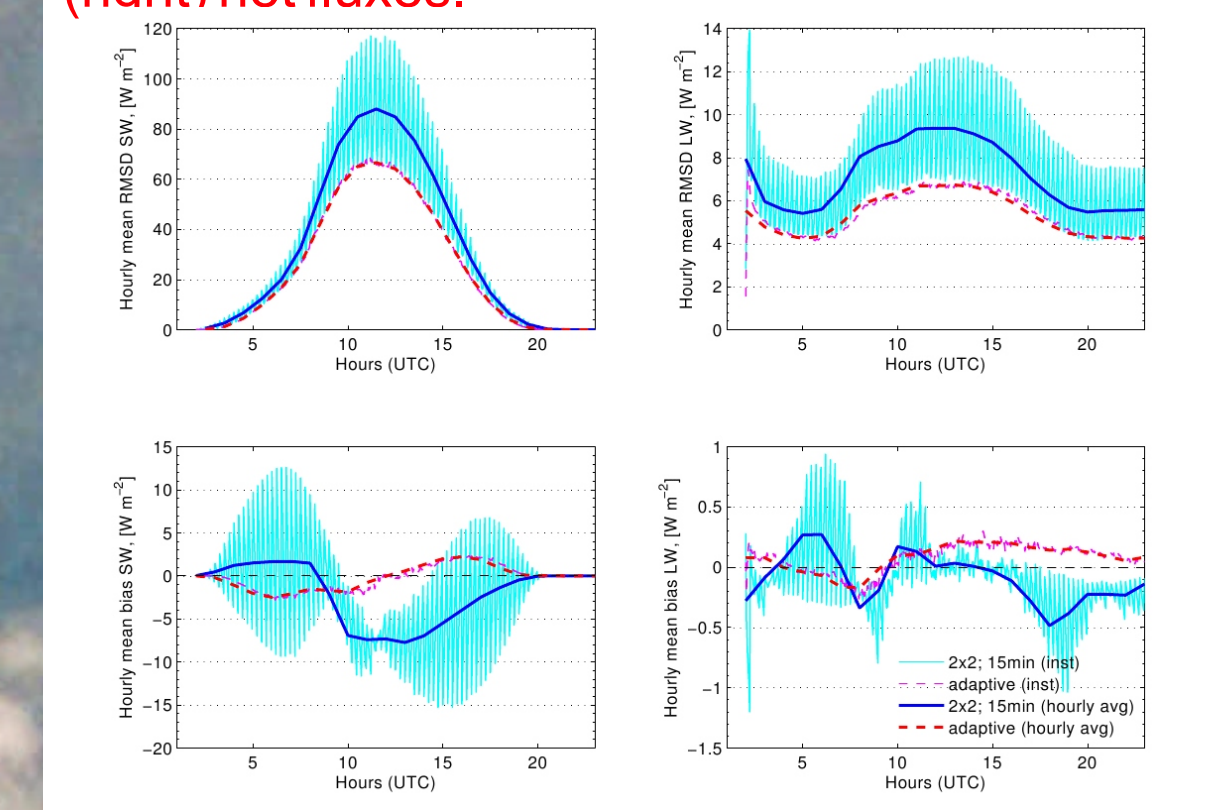 (right) net fluxes.
120
100
80
60
40
20
0
5 10 15 20
Hours (UTC)
Hourly mean RMSD SW, [W m−2]
14
12
10
8
6
4
2
0
5 10 15 20
Hours (UTC)
Hourly mean RMSD LW, [W m−2]
15
10
5
0
−5
−10
−15
−20
5 10 15 20
Hours (UTC)
Hourly mean bias SW, [W m−2]
1
0.5
0
−0.5
−1
−1.5
5 10 15 20
Hours (UTC)
Hourly mean bias LW, [W m−2]
2x2; 15min (inst)
adaptive (inst)
2x2; 15min (hourly avg)
adaptive (hourly avg)